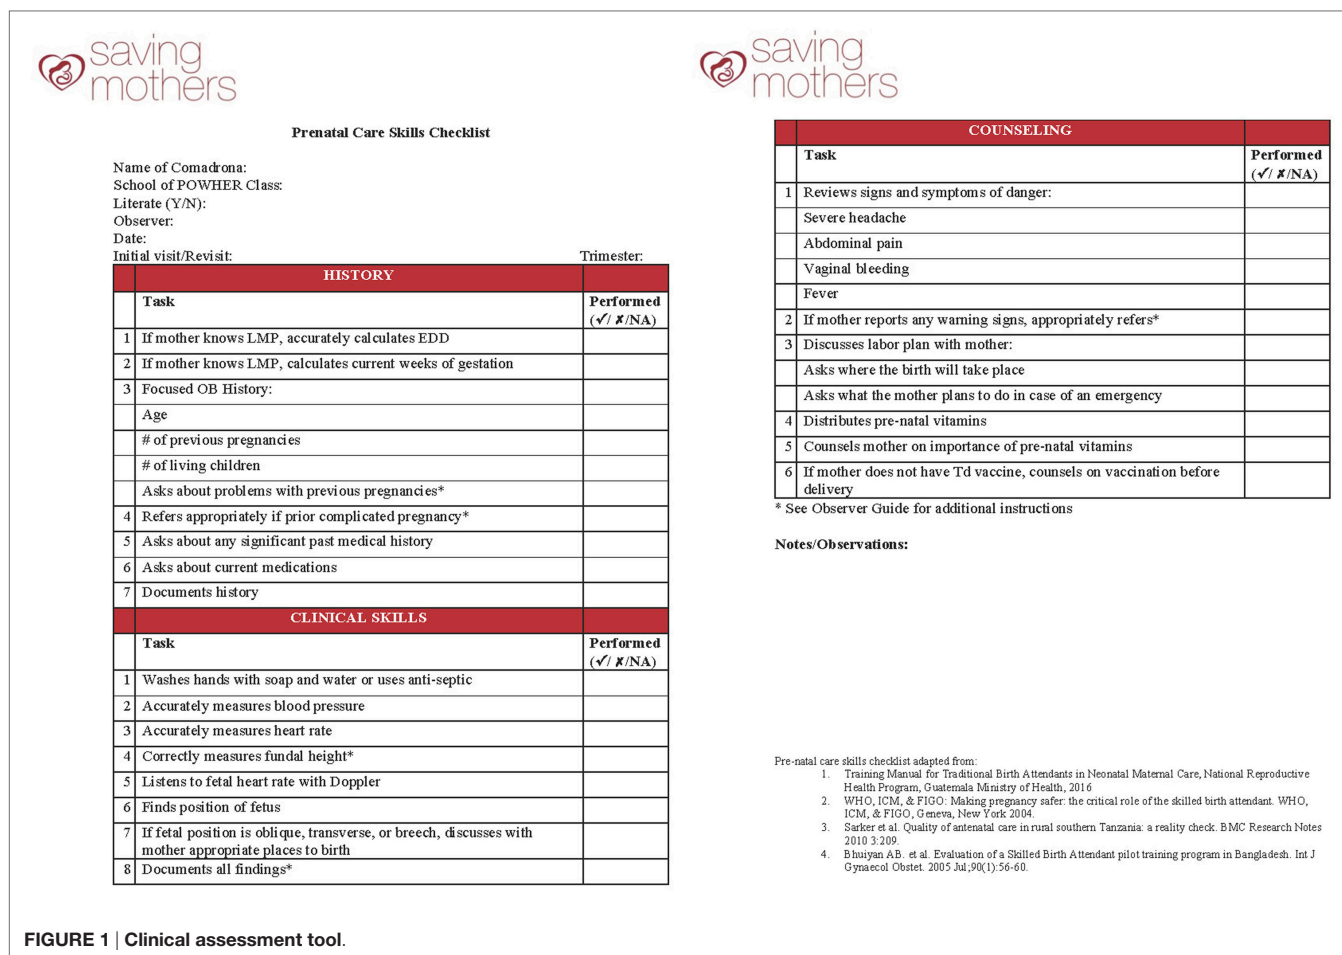 saving
mothers
Prenatal Care Skills Checklist
Name of Comadrona:
School of POWHER Class:
Literate (Y/N):
Observer:
Date:
Initial visit/Revisit: Trimester:
HISTORY
Task Performed
(✓/ ✗/NA)
1 If mother knows LMP, accurately calculates EDD
2 If mother knows LMP, calculates current weeks of gestation
3 Focused OB History:
Age
# of previous pregnancies
# of living children
Asks about problems with previous pregnancies*
4 Refers appropriately if prior complicated pregnancy*
5 Asks about any significant past medical history
6 Asks about current medications
7 Documents history
CLINICAL SKILLS
Task Performed
(✓/ ✗/NA)
1 Washes hands with soap and water or uses anti-septic
2 Accurately measures blood pressure
3 Accurately measures heart rate
4 Correctly measures fundal height*
5 Listens to fetal heart rate with Doppler
6 Finds position of fetus
7 If fetal position is oblique, transverse, or breech, discusses with
mother appropriate places to birth
8 Documents all findings*
saving
mothers
COUNSELING
Task Performed
(✓/ ✗/NA)
1 Reviews signs and symptoms of danger:
Severe headache
Abdominal pain
Vaginal bleeding
Fever
2 If mother reports any warning signs, appropriately refers*
3 Discusses labor plan with mother:
Asks where the birth will take place
Asks what the mother plans to do in case of an emergency
4 Distributes pre-natal vitamins
5 Counsels mother on importance of pre-natal vitamins
6 If mother does not have Td vaccine, counsels on vaccination before
delivery
* See Observer Guide for additional instructions
Notes/Observations:
Pre-natal care skills checklist adapted from:
1. Training Manual for Traditional Birth Attendants in Neonatal Maternal Care, National Reproductive
Health Program, Guatemala Ministry of Health, 2016
2. WHO, ICM, & FIGO: Making pregnancy safer: the critical role of the skilled birth attendant. WHO,
ICM, & FIGO, Geneva, New York 2004.
3. Sarker et al. Quality of antenatal care in rural southern Tanzania: a reality check. BMC Research Notes
2010 3:209.
4. Bhuiyan AB. et al. Evaluation of a Skilled Birth Attendant pilot training program in Bangladesh. Int J
Gynaecol Obstet. 2005 Jul;90(1):56-60.
FIGURE 1 | Clinical assessment tool.